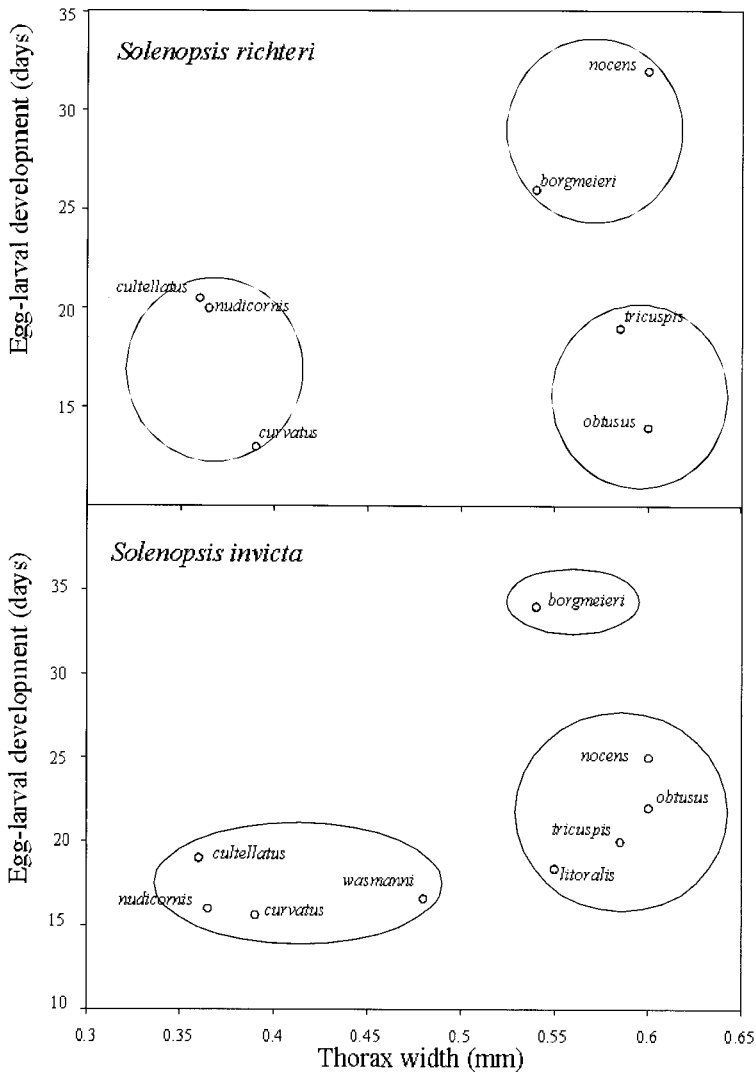 35
Solenopsis richteri
nocens
30
borgmeieri
25
cultellatus
nudicornis
20
tricuspis
obtusus
curvatus
15
Egg-larval development (days)
Solenopsis invicta
35
borgmeieri
30
25
nocens
obtusus
20
tricuspis
cultellatus
litoralis
wasmanni
nudicornis
curvatus
15
10
Egg-larval development (days)
0.3 0.35 0.4 0.45 0.5 0.55 0.6 0.65
Thorax width (mm)